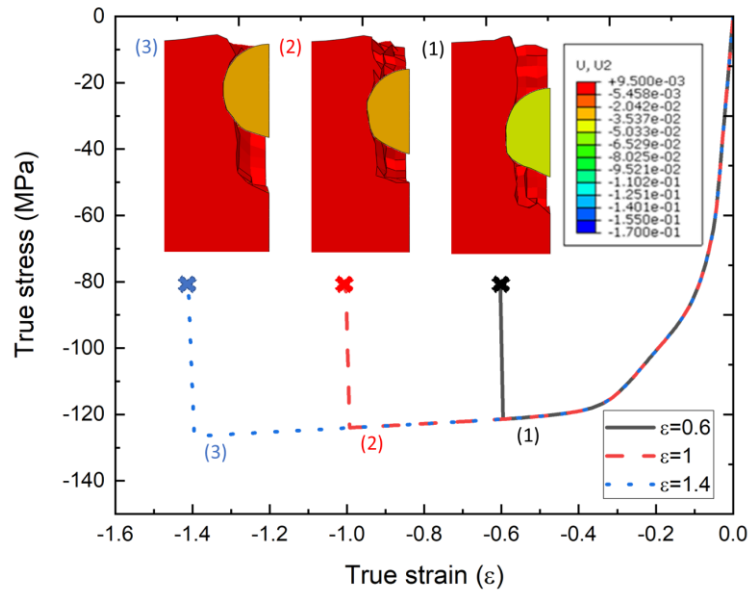 0
-20
-40
-60
-80
-100
-120
-140
True stress (MPa)
(3)
(2)
(1)
U, U2
+9.500e-03
-5.458e-03
-2.042e-02
-3.537e-02
-5.033e-02
-6.529e-02
-8.025e-02
-9.521e-02
-1.102e-01
-1.251e-01
-1.401e-01
-1.550e-01
-1.700e-01
(3)
(2)
(1)
ε=0.6
ε=1
ε=1.4
-1.6 -1.4 -1.2 -1.0 -0.8 -0.6 -0.4 -0.2 0.0
True strain (ε)